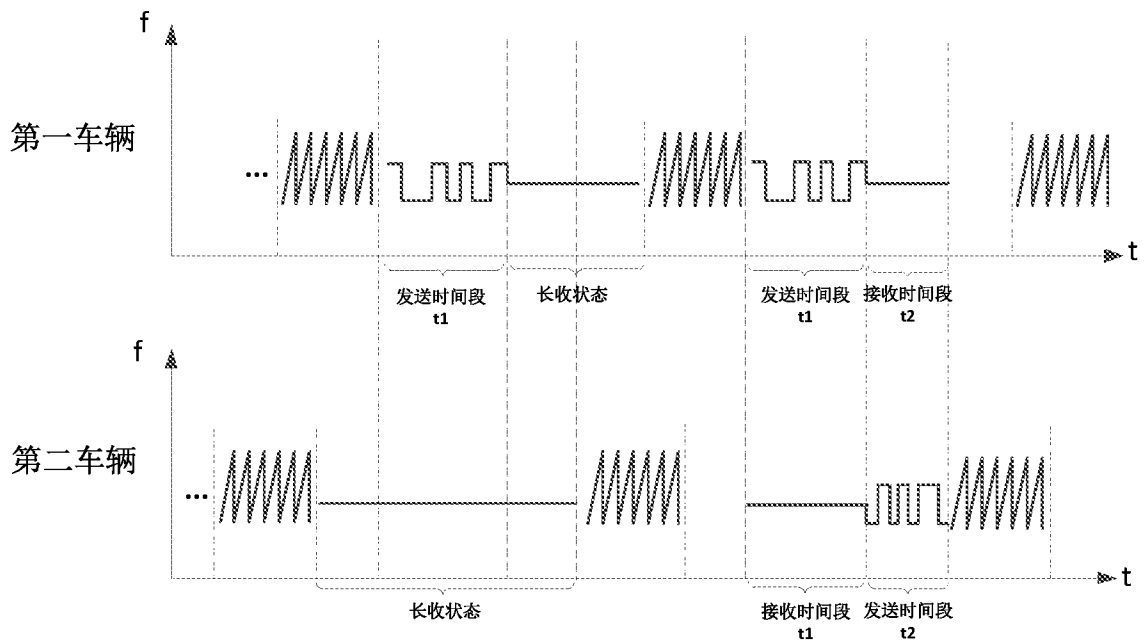 f
第一车辆
...
t
发送时间段
t1
长收状态
发送时间段
t1
接收时间段
t2
f
第二车辆
...
t
长收状态
接收时间段
t1
发送时间段
t2